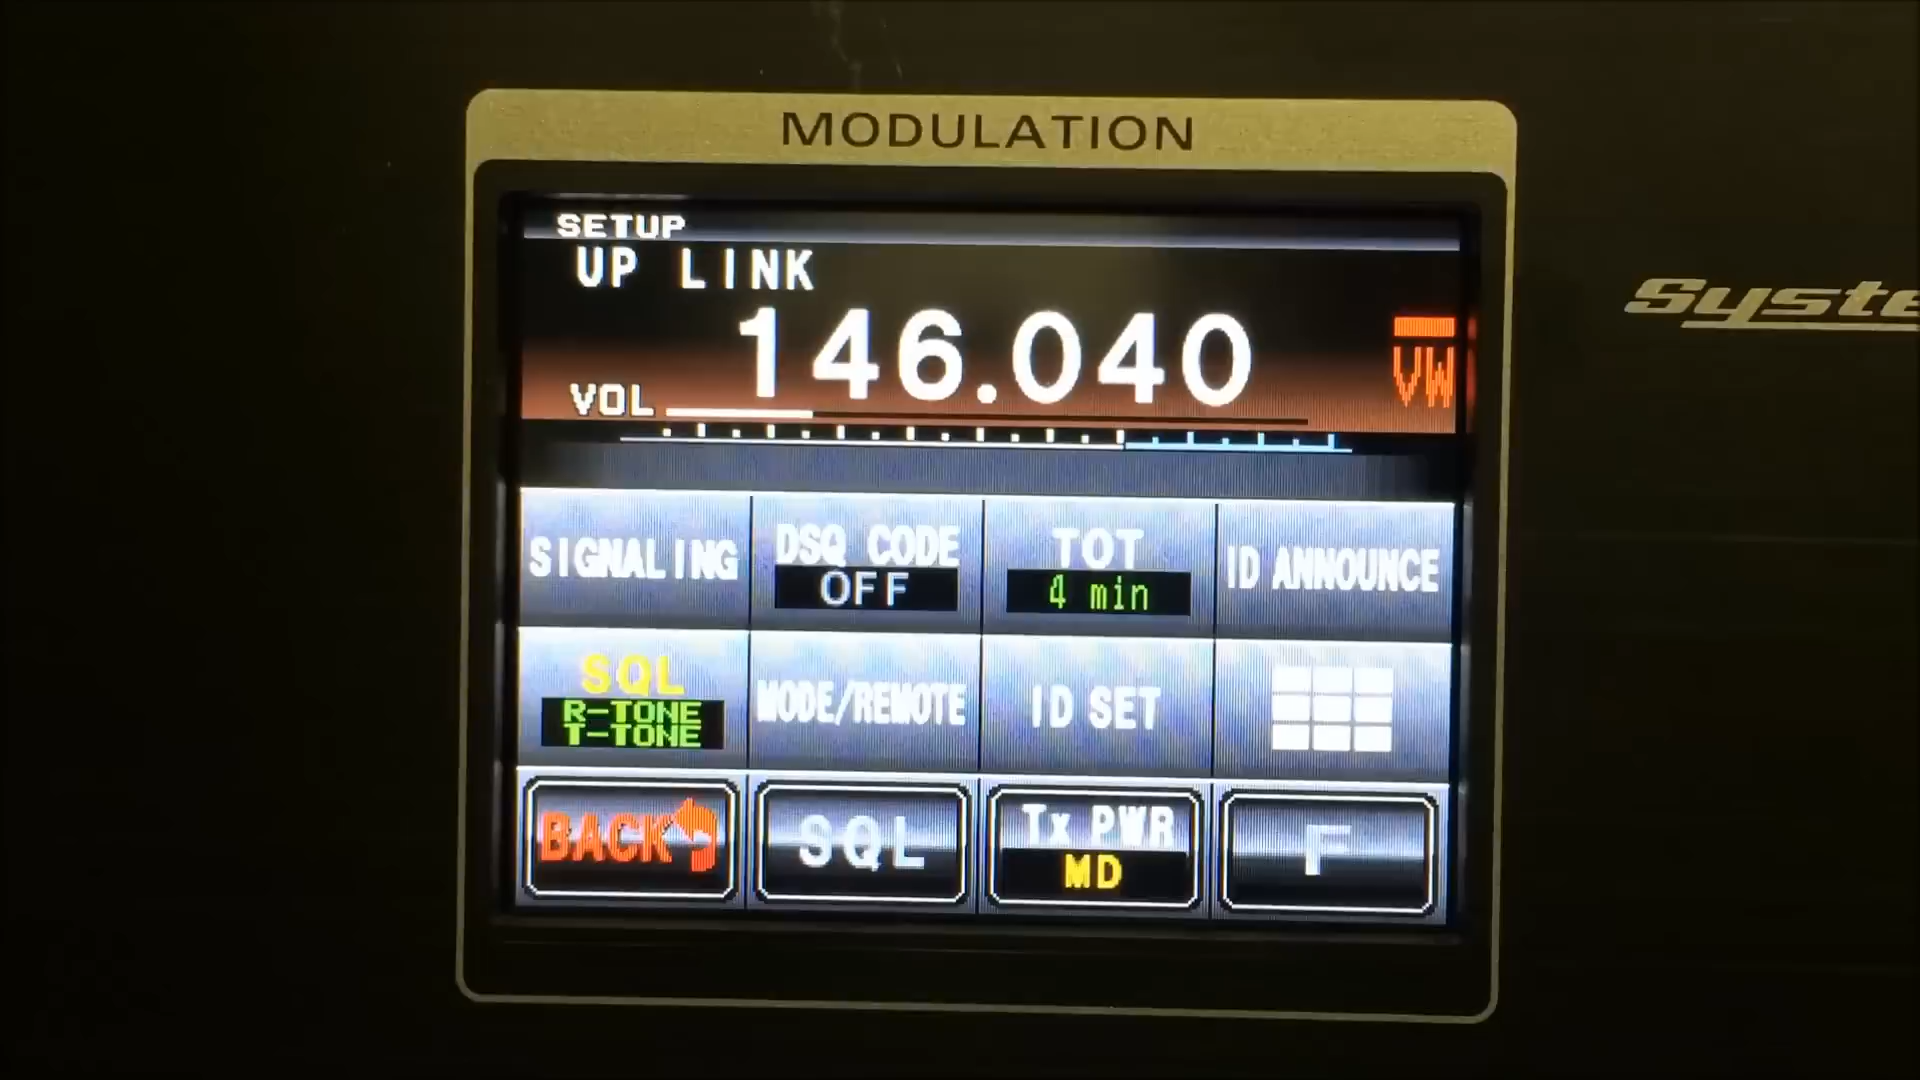 MODULATION
SETUP
UP LINK
146.040
VW
VOL
Syste
SIGNALING
DSQ CODE
OFF
TOT
4 min
ID ANNOUNCE
SQL
R-TONE
T-TONE
MODE/REMOTE
ID SET
BACK
SQL
Tx PWR
MD
F